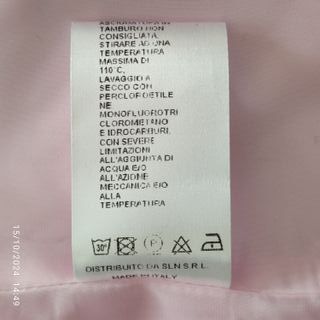 ASCIUGATURA IN
TAMBURO NON
CONSIGLIATA.
STIRARE AD UNA
TEMPERATURA
MASSIMA DI
110°C.
LAVAGGIO A
SECCO CON
PERCLOROETILE
NE
MONOFLUOROTRI
CLOROMETANO
E IDROCARBURI,
CON SEVERE
LIMITAZIONI
ALL'AGGIUNTA DI
ACQUA E/O
ALL'AZIONE
MECCANICA E/O
ALLA
TEMPERATURA
30°
P
DISTRIBUITO DA SLN S.R.L.
MADE IN ITALY
15/10/2024 14:49